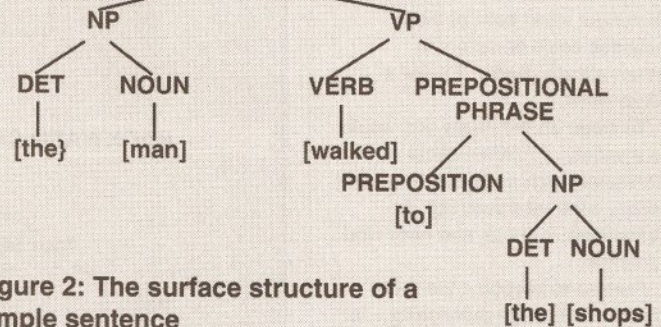 NP VP
DET NOUN VERB PREPOSITIONAL
PHRASE
[the} [man] [walked]
PREPOSITION NP
[to]
DET NOUN
gure 2: The surface structure of a
mple sentence
[the] [shops]